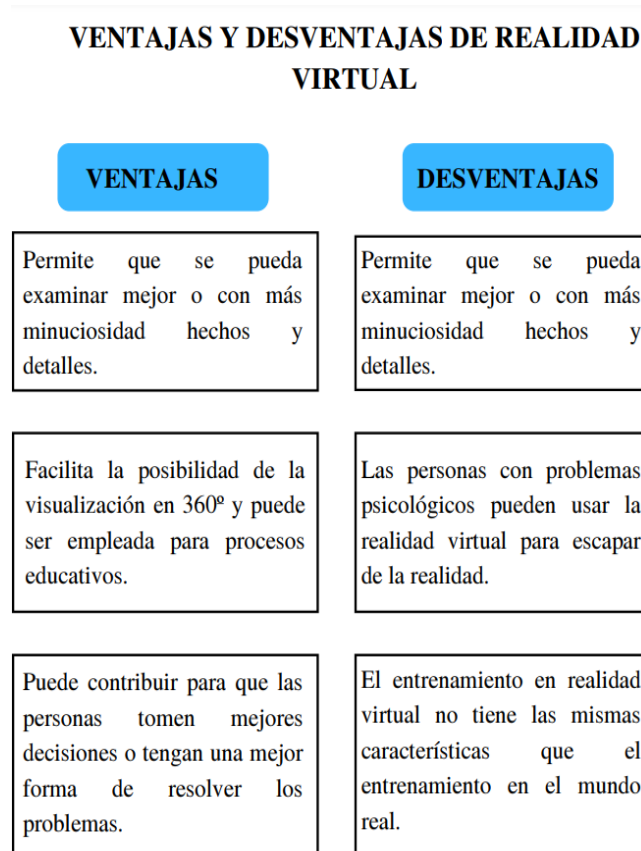 VENTAJAS Y DESVENTAJAS DE REALIDAD
VIRTUAL
VENTAJAS
Permite que se pueda
examinar mejor o con más
minuciosidad hechos y
detalles.
Facilita la posibilidad de la
visualización en 360º y puede
ser empleada para procesos
educativos.
Puede contribuir para que las
personas tomen mejores
decisiones o tengan una mejor
forma de resolver los
problemas.
DESVENTAJAS
Permite que se pueda
examinar mejor o con más
minuciosidad hechos y
detalles.
Las personas con problemas
psicológicos pueden usar la
realidad virtual para escapar
de la realidad.
El entrenamiento en realidad
virtual no tiene las mismas
características que el
entrenamiento en el mundo
real.